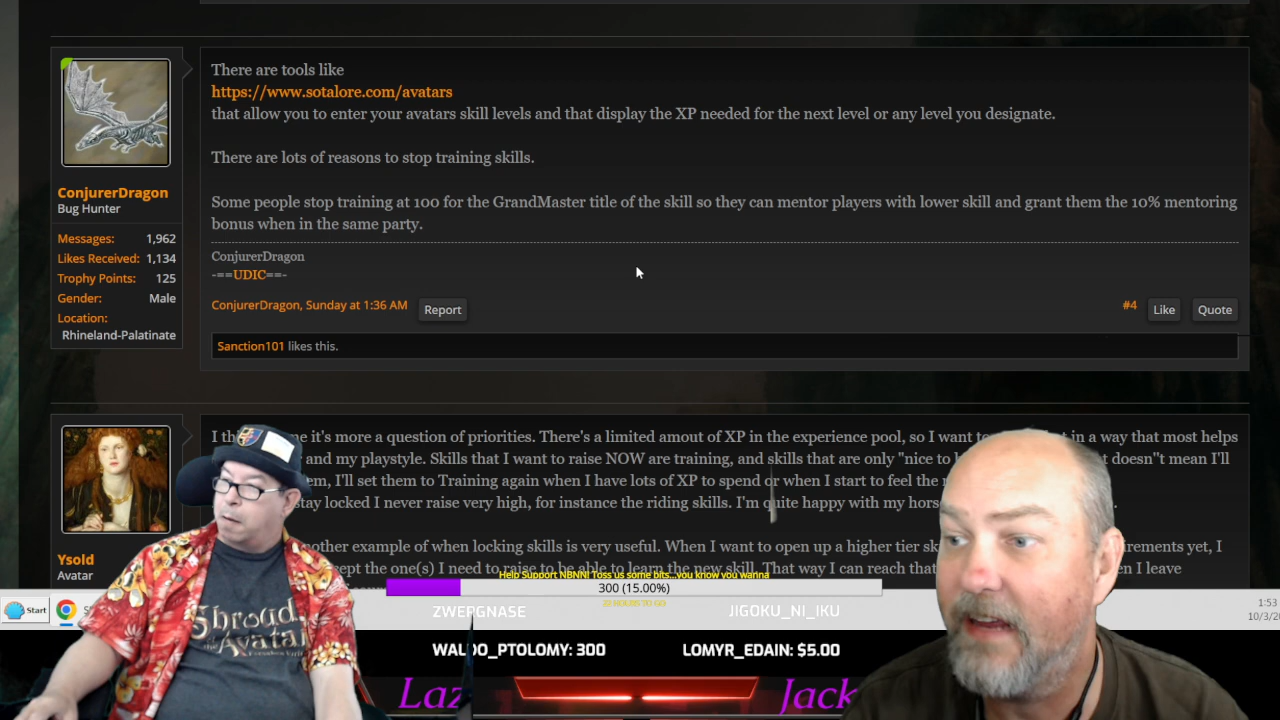 There are tools like
https://www.sotalore.com/avatars
that allow you to enter your avatars skill levels and that display the XP needed for the next level or any level you designate.
There are lots of reasons to stop training skills.
Some people stop training at 100 for the GrandMaster title of the skill so they can mentor players with lower skill and grant them the 10% mentoring
bonus when in the same party.
ConjurerDragon
-==UDIC==-
ConjurerDragon, Sunday at 1:36 AM
Report
#4
Like
Quote
Sanction101 likes this.
ConjurerDragon
Bug Hunter
Messages: 1,962
Likes Received: 1,134
Trophy Points: 125
Gender: Male
Location:
Rhineland-Palatinate
Ysold
Avatar
it's more a question of priorities. There's a limited amout of XP in the experience pool, so I want in a way that most helps
and my playstyle. Skills that I want to raise NOW are training, and skills that are only "nice to doesn"t mean I'll
I'll set them to Training again when I have lots of XP to spend or when I start to feel the
stay locked I never raise very high, for instance the riding skills. I'm quite happy with my
example of when locking skills is very useful. When I want to open up a higher tier yet, I
the one(s) I need to raise to be able to learn the new skill. That way I can reach that I leave
Help Support NBNN! Toss us some bits...you know you wanna
300 (15.00%)
Start
1:53
ZWERGNASE
JIGOKU_NI_IKU
WALDO_PTOLOMY: 300
LOMYR_EDAIN: $5.00
Shroud
of the Avatar
Laz
Jack